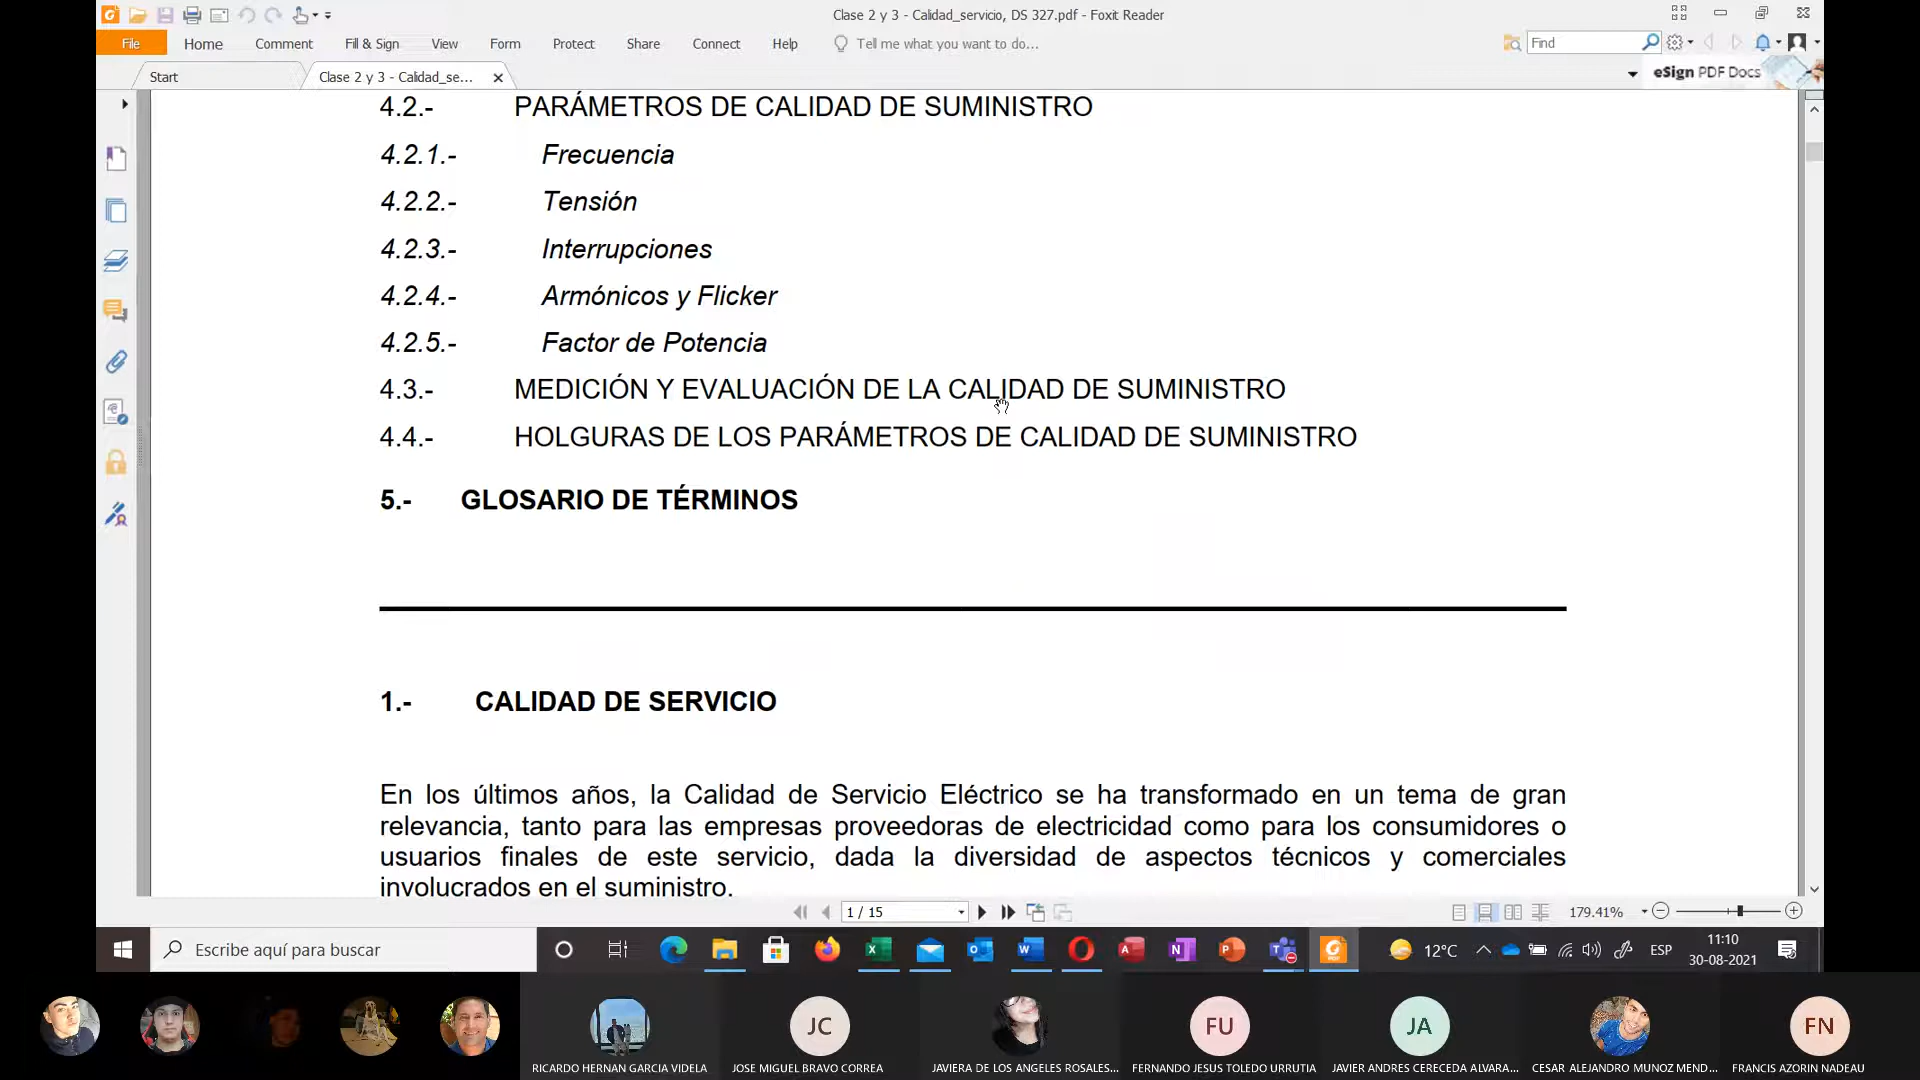 Clase 2 y 3 - Calidad_servicio, DS 327.pdf - Foxit Reader
File Home Comment Fill & Sign View Form Protect Share Connect Help Tell me what you want to do... Find
Start Clase 2 y 3 - Calidad_se... eSign PDF Docs
4.2.- PARÁMETROS DE CALIDAD DE SUMINISTRO
4.2.1.- Frecuencia
4.2.2.- Tensión
4.2.3.- Interrupciones
4.2.4.- Armónicos y Flicker
4.2.5.- Factor de Potencia
4.3.- MEDICIÓN Y EVALUACIÓN DE LA CALIDAD DE SUMINISTRO
4.4.- HOLGURAS DE LOS PARÁMETROS DE CALIDAD DE SUMINISTRO
5.- GLOSARIO DE TÉRMINOS
1.- CALIDAD DE SERVICIO
En los últimos años, la Calidad de Servicio Eléctrico se ha transformado en un tema de gran
relevancia, tanto para las empresas proveedoras de electricidad como para los consumidores o
usuarios finales de este servicio, dada la diversidad de aspectos técnicos y comerciales
involucrados en el suministro.
1 / 15 179.41%
Escribe aquí para buscar 12°C ESP 11:10
30-08-2021
JC FU JA FN
RICARDO HERNAN GARCIA VIDELA JOSE MIGUEL BRAVO CORREA JAVIERA DE LOS ANGELES ROSALES... FERNANDO JESUS TOLEDO URRUTIA JAVIER ANDRES CERECEDA ALVARA... CESAR ALEJANDRO MUNOZ MEND... FRANCIS AZORIN NADEAU